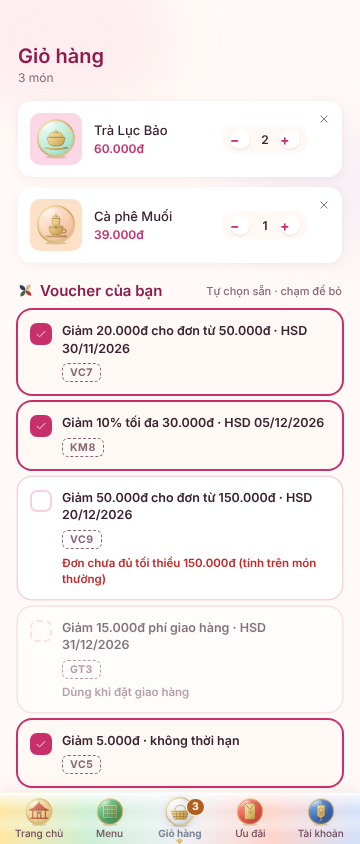 Giỏ hàng
3 món
Trà Lục Bảo
60.000đ
− 2 +
Cà phê Muối
39.000đ
− 1 +
Voucher của bạn
Tự chọn sẵn · chạm để bỏ
Giảm 20.000đ cho đơn từ 50.000đ · HSD
30/11/2026
VC7
Giảm 10% tối đa 30.000đ · HSD 05/12/2026
KM8
Giảm 50.000đ cho đơn từ 150.000đ · HSD
20/12/2026
VC9
Đơn chưa đủ tối thiểu 150.000đ (tính trên món
thường)
Giảm 15.000đ phí giao hàng · HSD
31/12/2026
GT3
Dùng khi đặt giao hàng
Giảm 5.000đ · không thời hạn
VC5
3
Trang chủ
Menu
Giỏ hàng
Ưu đãi
Tài khoản